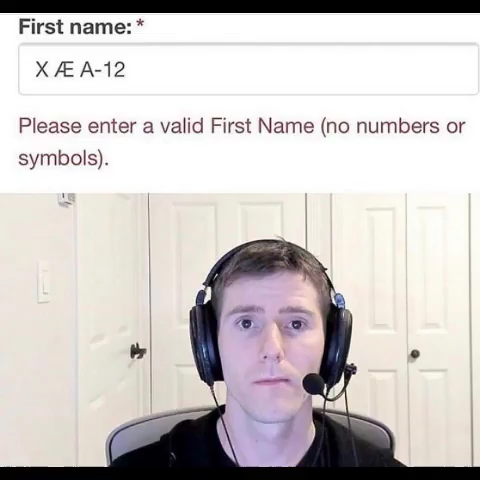 First name: *
X Æ A-12
Please enter a valid First Name (no numbers or
symbols).